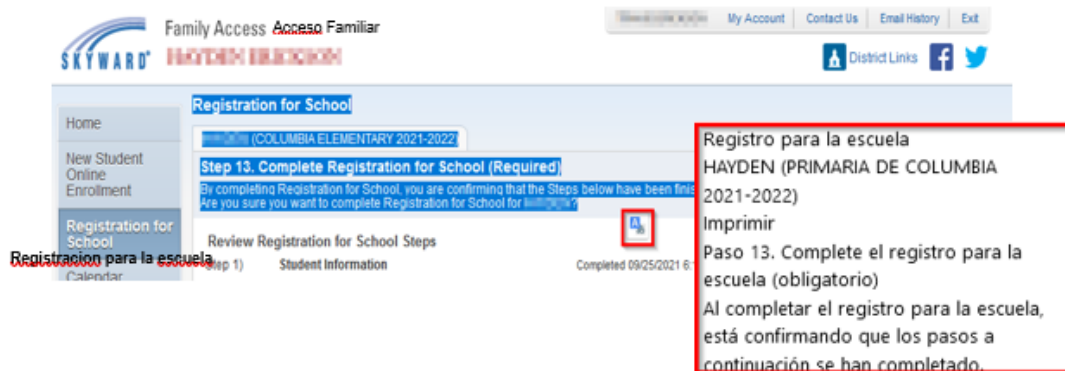 Family Access Acceso Familiar
My Account Contact Us Email History Exit
SKYWARD
District Links
Registration for School
Home
(COLUMBIA ELEMENTARY 2021-2022)
New Student
Online
Enrollment
Step 13. Complete Registration for School (Required)
By completing Registration for School, you are confirming that the Steps below have been
Are you sure you want to complete Registration for School for ?
Registration for
School
Review Registration for School Steps
Registracion para la escuela
Step 1) Student Information Completed 09/25/2021
Calendar
Registro para la escuela
HAYDEN (PRIMARIA DE COLUMBIA
2021-2022)
Imprimir
Paso 13. Complete el registro para la
escuela (obligatorio)
Al completar el registro para la escuela,
está confirmando que los pasos a
continuación se han completado.